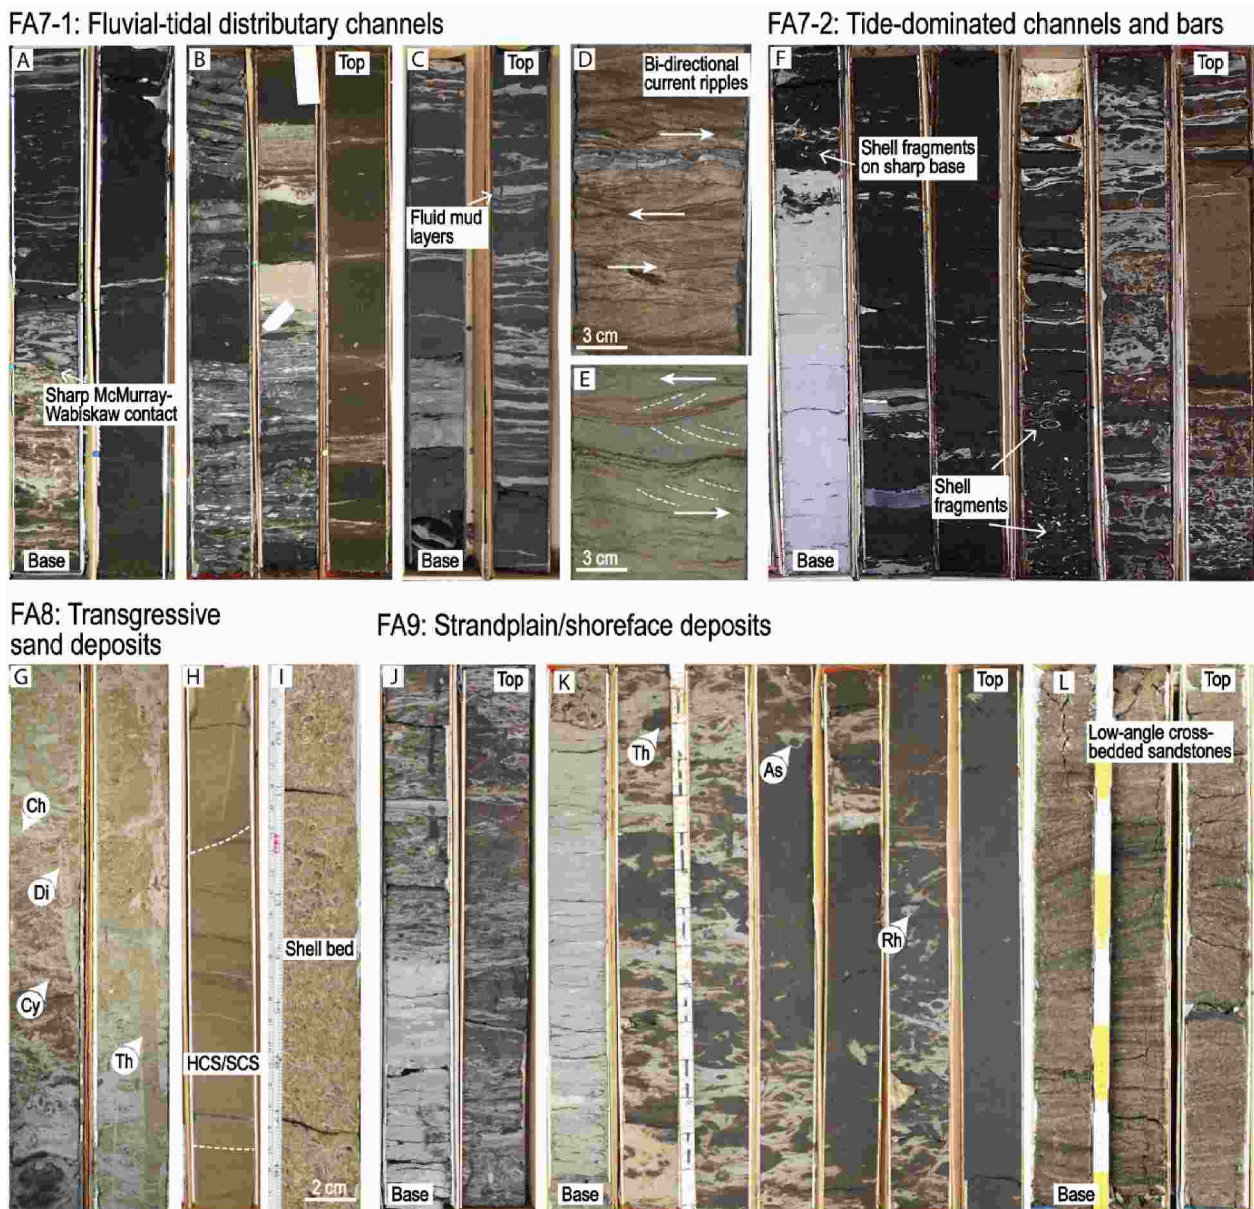 FA7-1: Fluvial-tidal distributary channels
FA7-2: Tide-dominated channels and bars
A
B
Top
C
Top
D
Bi-directional
current ripples
F
Top
Shell fragments
on sharp base
Fluid mud
layers
3 cm
E
Sharp McMurray-
Wabiskaw contact
Shell
fragments
Base
Base
3 cm
Base
FA8: Transgressive
sand deposits
FA9: Strandplain/shoreface deposits
G
H
I
J
Top
K
Top
L
Top
Th
As
Low-angle cross-
bedded sandstones
Ch
Di
Rh
Shell bed
Cy
Th
HCS/SCS
2 cm
Base
Base
Base